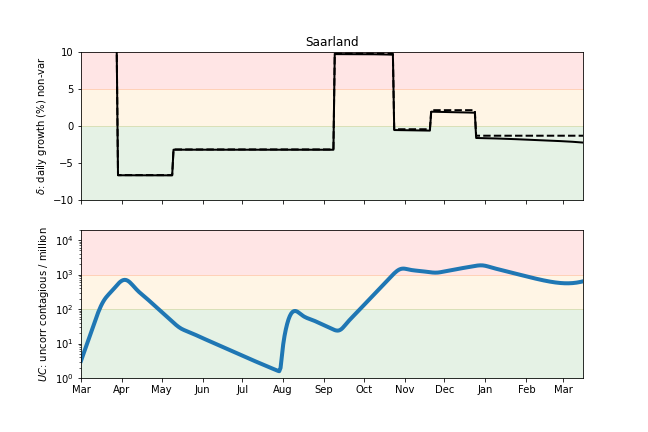 Saarland
δ: daily growth (%) non-var
10
5
0
−5
−10
UC: uncorr contagious / million
10⁴
10³
10²
10¹
10⁰
Mar Apr May Jun Jul Aug Sep Oct Nov Dec Jan Feb Mar